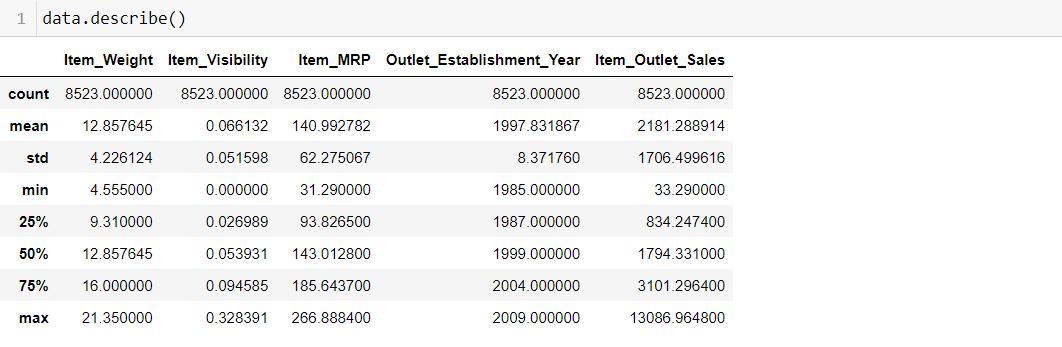 1 data.describe()
Item_Weight Item_Visibility Item_MRP Outlet_Establishment_Year Item_Outlet_Sales
count 8523.000000 8523.000000 8523.000000 8523.000000 8523.000000
mean 12.857645 0.066132 140.992782 1997.831867 2181.288914
std 4.226124 0.051598 62.275067 8.371760 1706.499616
min 4.555000 0.000000 31.290000 1985.000000 33.290000
25% 9.310000 0.026989 93.826500 1987.000000 834.247400
50% 12.857645 0.053931 143.012800 1999.000000 1794.331000
75% 16.000000 0.094585 185.643700 2004.000000 3101.296400
max 21.350000 0.328391 266.888400 2009.000000 13086.964800